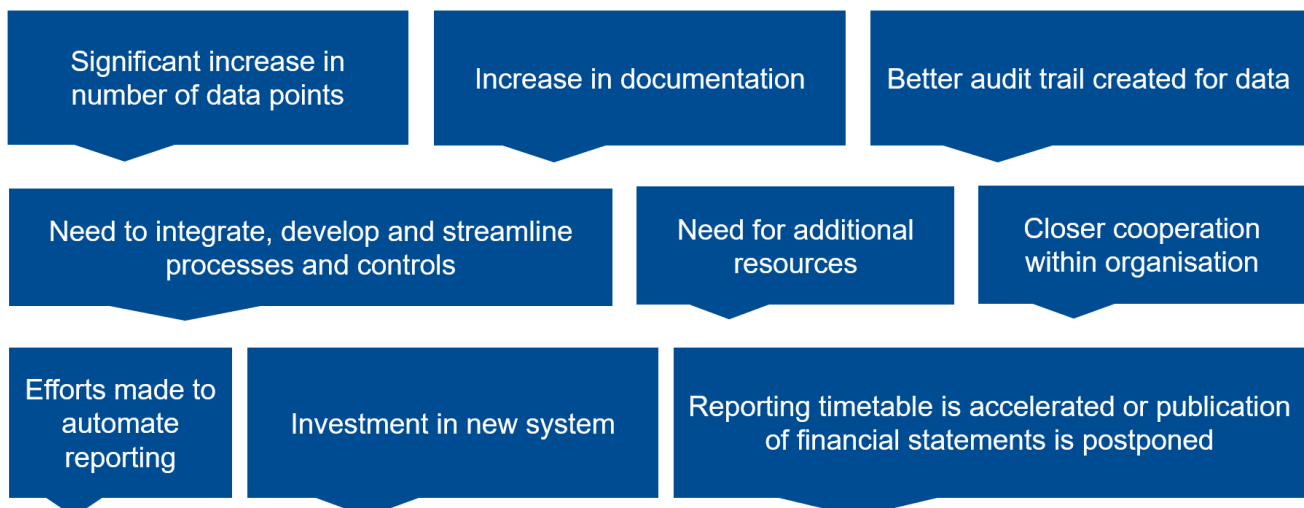 Significant increase in
number of data points
Increase in documentation
Better audit trail created for data
Need to integrate, develop and streamline
processes and controls
Need for additional
resources
Closer cooperation
within organisation
Efforts made to
automate
reporting
Investment in new system
Reporting timetable is accelerated or publication
of financial statements is postponed